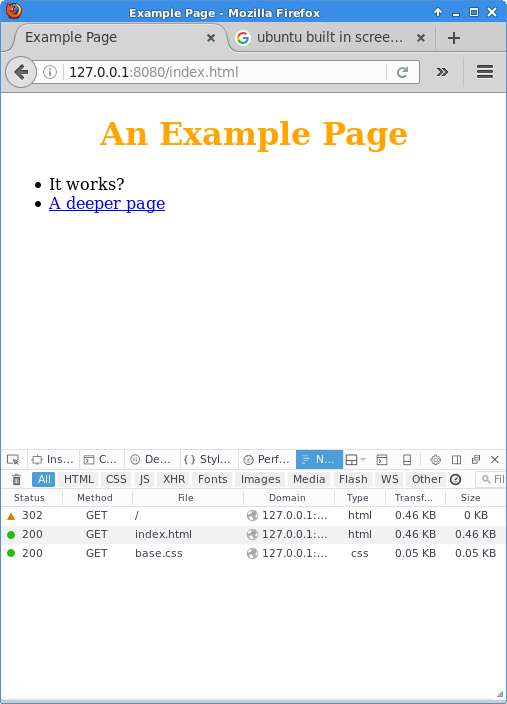 Example Page - Mozilla Firefox
Example Page
ubuntu built in scree...
127.0.0.1:8080/index.html
An Example Page
It works?
A deeper page
Ins... C... De... Styl... Perf... N...
All HTML CSS JS XHR Fonts Images Media Flash WS Other Fil
Status Method File Domain Type Transf... Size
302 GET / 127.0.0.1:... html 0.46 KB 0 KB
200 GET index.html 127.0.0.1:... html 0.46 KB 0.46 KB
200 GET base.css 127.0.0.1:... css 0.05 KB 0.05 KB